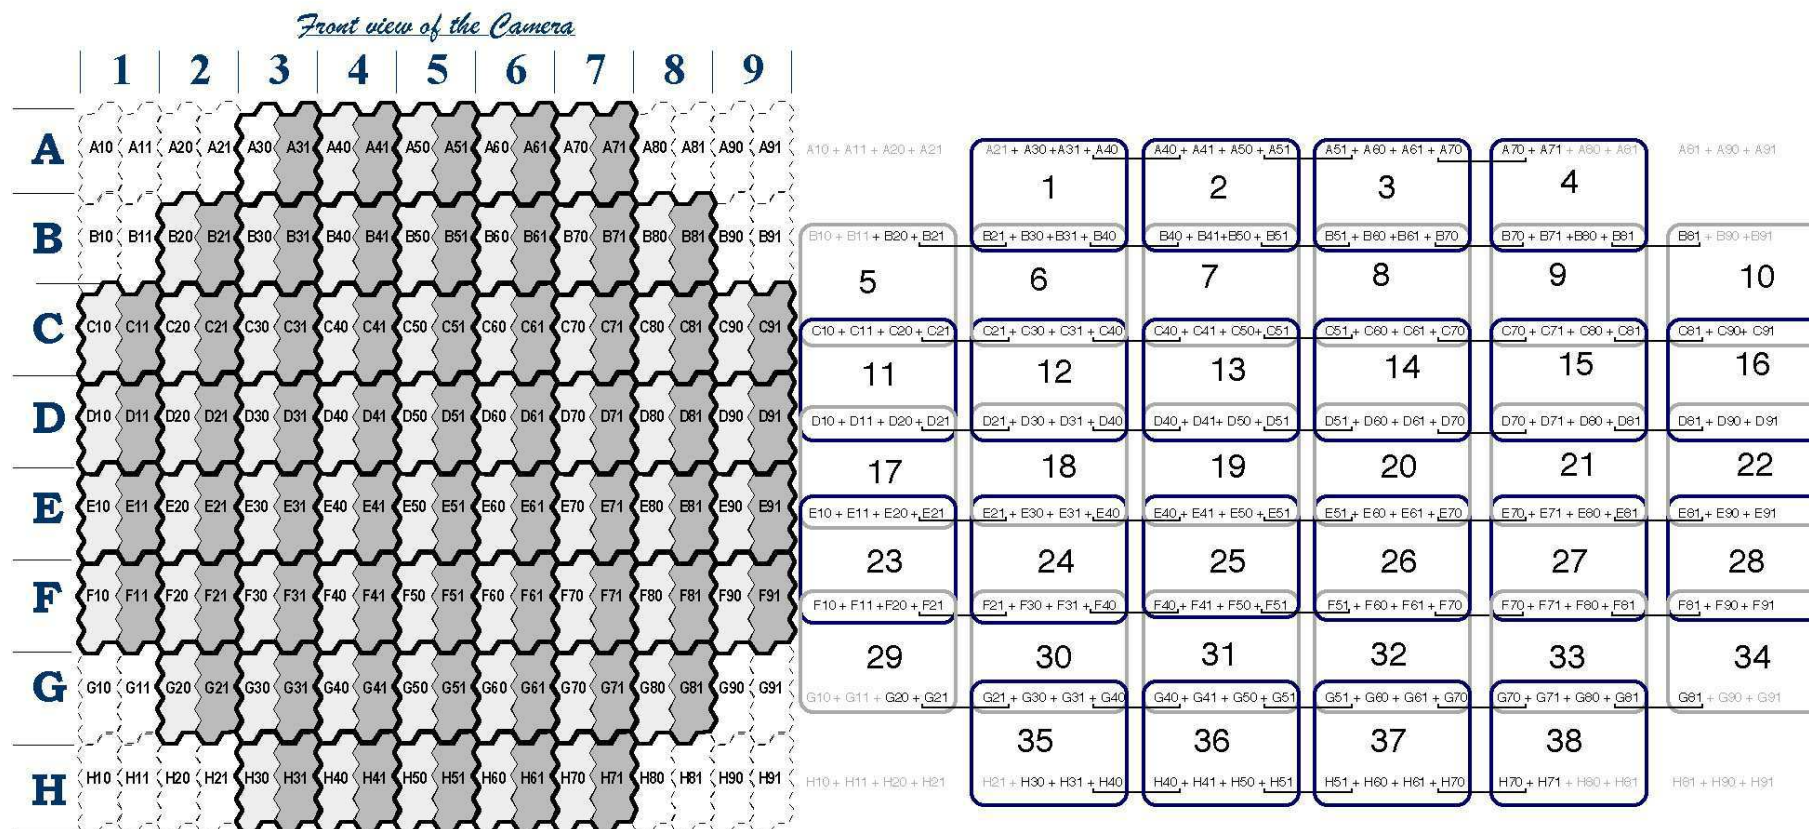 Front view of the Camera
1 2 3 4 5 6 7 8 9
A A10 A11 A20 A21 A30 A31 A40 A41 A50 A51 A60 A61 A70 A71 A80 A81 A90 A91
A10 + A11 + A20 + A21 A21 + A30 +A31 + A40 A40 + A41 + A50 + A51 A51 + A60 + A61 + A70 A70 + A71 + A80 + A81 A81 + A90 + A91
1 2 3 4
B B10 B11 B20 B21 B30 B31 B40 B41 B50 B51 B60 B61 B70 B71 B80 B81 B90 B91
B10 + B11 + B20 + B21 B21 + B30 +B31 + B40 B40 + B41+B50 + B51 B51 + B60 +B61 + B70 B70 + B71 +B80 + B81 B81 + B90 +B91
5 6 7 8 9 10
C C10 C11 C20 C21 C30 C31 C40 C41 C50 C51 C60 C61 C70 C71 C80 C81 C90 C91
C10 + C11 + C20 + C21 C21 + C30 + C31 + C40 C40 + C41 + C50+ C51 C51 + C60 + C61 + C70 C70 + C71 + C80 + C81 C81 + C90+ C91
11 12 13 14 15 16
D D10 D11 D20 D21 D30 D31 D40 D41 D50 D51 D60 D61 D70 D71 D80 D81 D90 D91
D10 + D11 + D20 + D21 D21 + D30 + D31 + D40 D40 + D41+ D50 + D51 D51 + D60 + D61 + D70 D70 + D71 + D80 + D81 D81 + D90 + D91
17 18 19 20 21 22
E E10 E11 E20 E21 E30 E31 E40 E41 E50 E51 E60 E61 E70 E71 E80 E81 E90 E91
E10 + E11 + E20 + E21 E21 + E30 + E31 + E40 E40 + E41 + E50 + E51 E51 + E60 + E61 + E70 E70 + E71 + E80 + E81 E81 + E90 + E91
23 24 25 26 27 28
F F10 F11 F20 F21 F30 F31 F40 F41 F50 F51 F60 F61 F70 F71 F80 F81 F90 F91
F10 + F11 +F20 + F21 F21 + F30 + F31 + F40 F40 + F41 + F50 + F51 F51 + F60 + F61 + F70 F70 + F71 + F80 + F81 F81 + F90 + F91
29 30 31 32 33 34
G G10 G11 G20 G21 G30 G31 G40 G41 G50 G51 G60 G61 G70 G71 G80 G81 G90 G91
G10 + G11 + G20 + G21 G21 + G30 + G31 + G40 G40 + G41 + G50 + G51 G51 + G60 + G61 + G70 G70 + G71 + G80 + G81 G81 + G90 + G91
35 36 37 38
H H10 H11 H20 H21 H30 H31 H40 H41 H50 H51 H60 H61 H70 H71 H80 H81 H90 H91
H10 + H11 + H20 + H21 H21 + H30 + H31 + H40 H40 + H41 + H50 + H51 H51 + H60 + H61 + H70 H70 + H71 + H80 + H81 H81 + H90 + H91